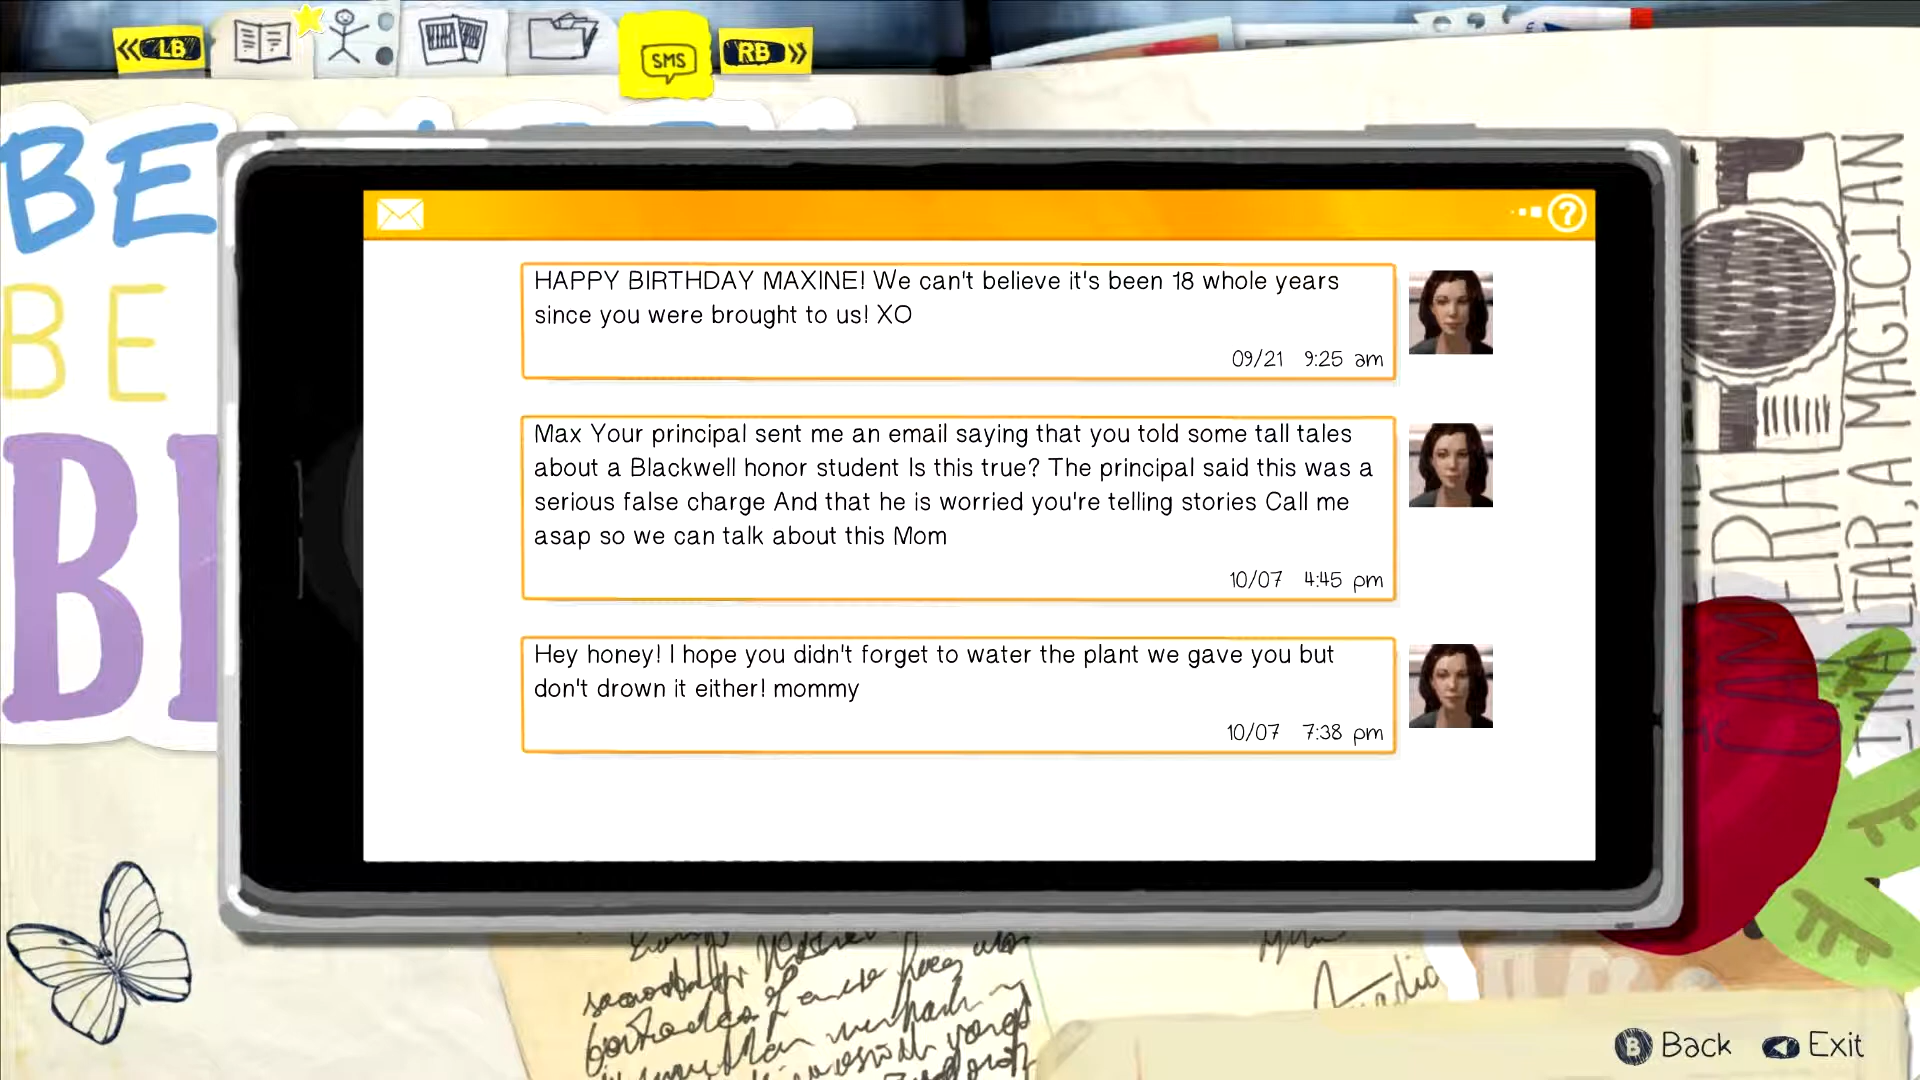 LB
SMS
RB
BE
BE
HAPPY BIRTHDAY MAXINE! We can't believe it's been 18 whole years
since you were brought to us! XO
09/21 9:25 am
Max Your principal sent me an email saying that you told some tall tales
about a Blackwell honor student Is this true? The principal said this was a
serious false charge And that he is worried you're telling stories Call me
asap so we can talk about this Mom
10/07 4:45 pm
Hey honey! I hope you didn't forget to water the plant we gave you but
don't drown it either! mommy
10/07 7:38 pm
CAMERA
LIAR, A MAGICIAN
B Back
Exit